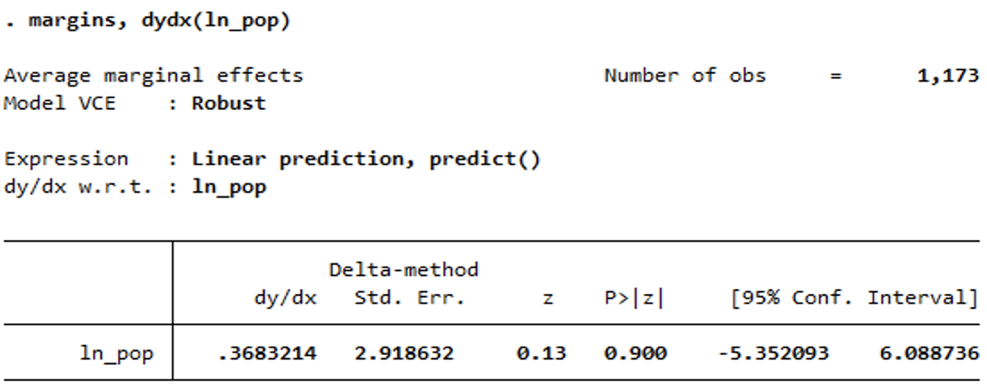 . margins, dydx(ln_pop)
Average marginal effects Number of obs = 1,173
Model VCE : Robust
Expression : Linear prediction, predict()
dy/dx w.r.t. : ln_pop
Delta-method
dy/dx Std. Err. z P>|z| [95% Conf. Interval]
ln_pop .3683214 2.918632 0.13 0.900 -5.352093 6.088736